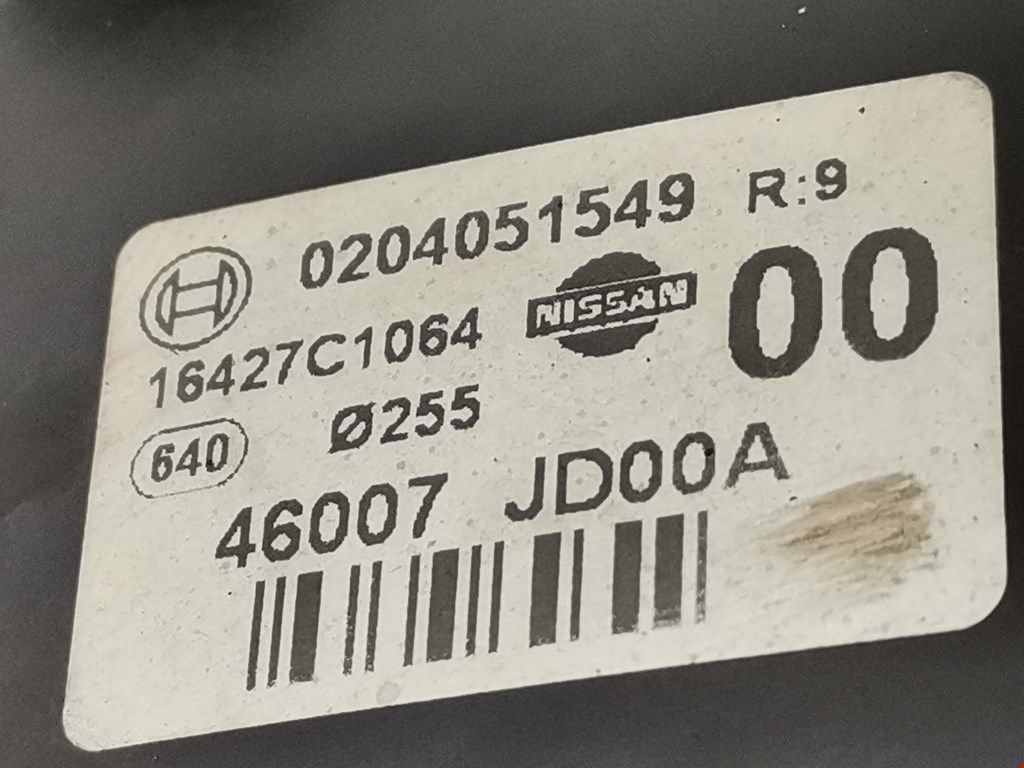 0204051549 R:9
16427C1064 NISSAN 00
640 Ø255
46007 JD00A